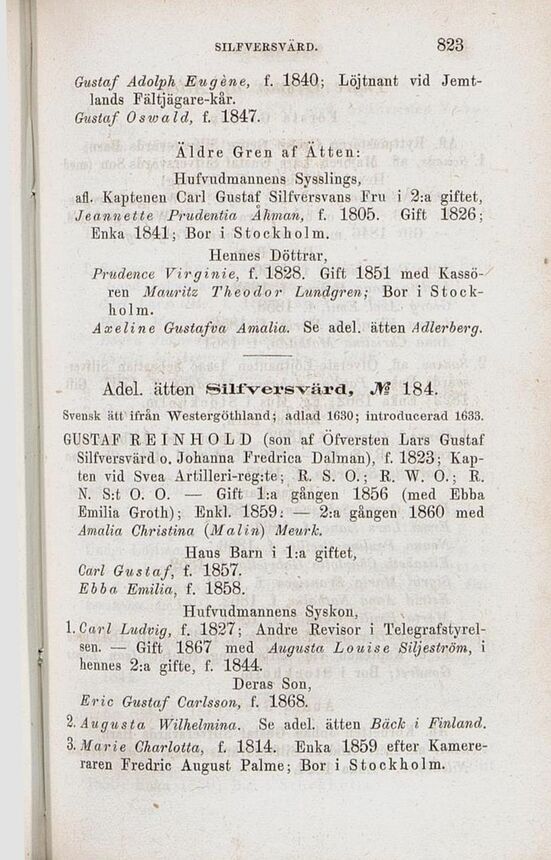 SILFVERSVÄRD. 823
Gustaf Adolph Eugène, f. 1840; Löjtnant vid Jemt-
lands Fältjägare-kår.
Gustaf Oswald, f. 1847.
Äldre Gren af Ätten:
Hufvudmannens Sysslings,
afl. Kaptenen Carl Gustaf Silfversvans Fru i 2:a giftet,
Jeannette Prudentia Åhman, f. 1805. Gift 1826;
Enka 1841; Bor i Stockholm.
Hennes Döttrar,
Prudence Virginie, f. 1828. Gift 1851 med Kassö-
ren Mauritz Theodor Lundgren; Bor i Stock-
holm.
Axeline Gustafva Amalia. Se adel. ätten Adlerberg.
Adel. ätten Silfversvärd, № 184.
Svensk ätt ifrån Westergöthland; adlad 1630; introducerad 1633.
GUSTAF REINHOLD (son af Öfversten Lars Gustaf
Silfversvärd o. Johanna Fredrica Dalman), f. 1823; Kap-
ten vid Svea Artilleri-reg:te; R. S. O.; R. W. O.; R.
N. S:t O. O. — Gift 1:a gången 1856 (med Ebba
Emilia Groth); Enkl. 1859: — 2:a gången 1860 med
Amalia Christina (Malin) Meurk.
Hans Barn i 1:a giftet,
Carl Gustaf, f. 1857.
Ebba Emilia, f. 1858.
Hufvudmannens Syskon,
1. Carl Ludvig, f. 1827; Andre Revisor i Telegrafstyrel-
sen. — Gift 1867 med Augusta Louise Siljeström, i
hennes 2:a gifte, f. 1844.
Deras Son,
Eric Gustaf Carlsson, f. 1868.
2. Augusta Wilhelmina. Se adel. ätten Bäck i Finland.
3. Marie Charlotta, f. 1814. Enka 1859 efter Kamere-
raren Fredric August Palme; Bor i Stockholm.